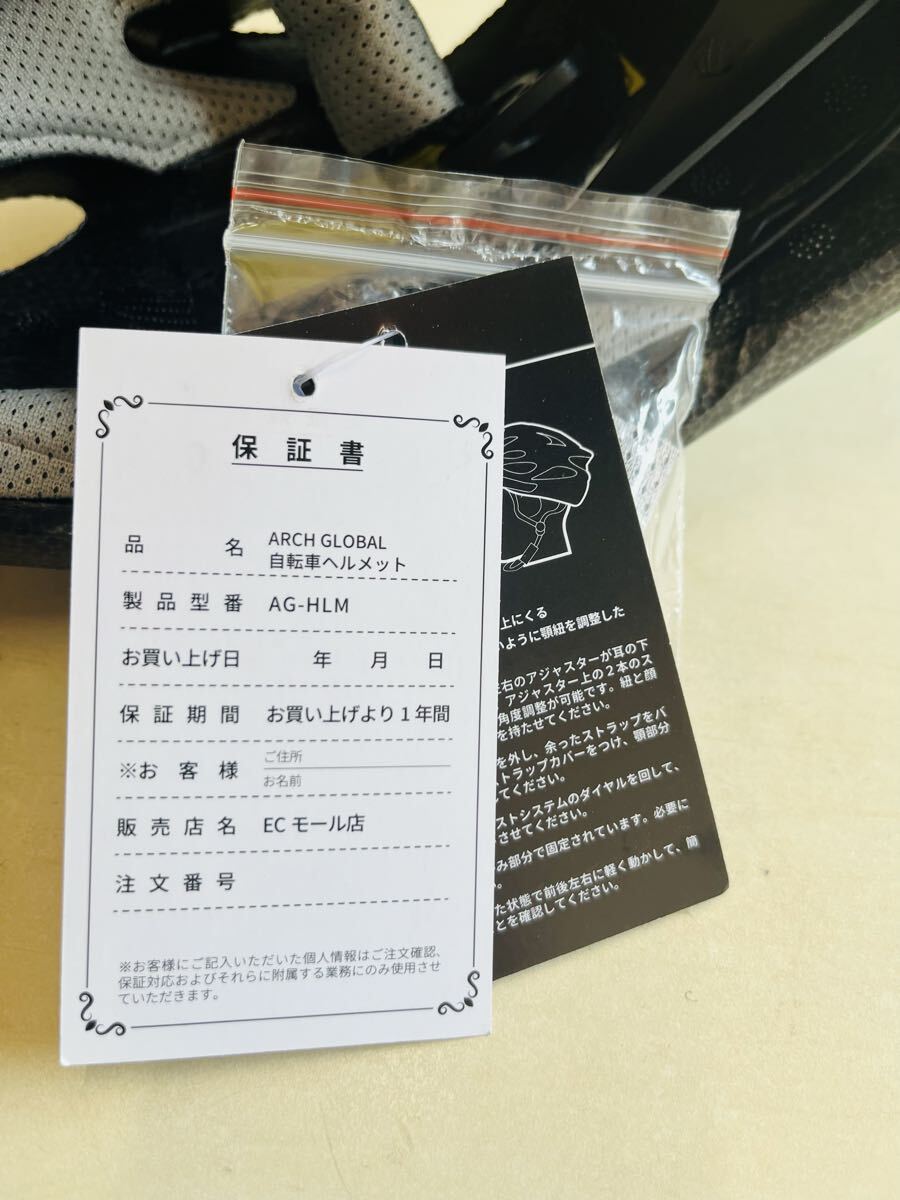 保証書
品名 ARCH GLOBAL
自転車ヘルメット
製品型番 AG-HLM
お買い上げ日 年 月 日
保証期間 お買い上げより1年間
※お客様 ご住所
お名前
販売店名 ECモール店
注文番号
※お客様にご記入いただいた個人情報はご注文確認、
保証対応およびそれらに附属する業務にのみ使用させ
ていただきます。
上にくる
ように顎紐を調整した
左右のアジャスターが耳の下
アジャスター上の2本のス
角度調整が可能です。紐と顔
を持たせてください。
を外し、余ったストラップをバ
トラップカバーをつけ、顎部分
てください。
ストシステムのダイヤルを回して、
させてください。
み部分で固定されています。必要に
た状態で前後左右に軽く動かして、簡
とを確認してください。